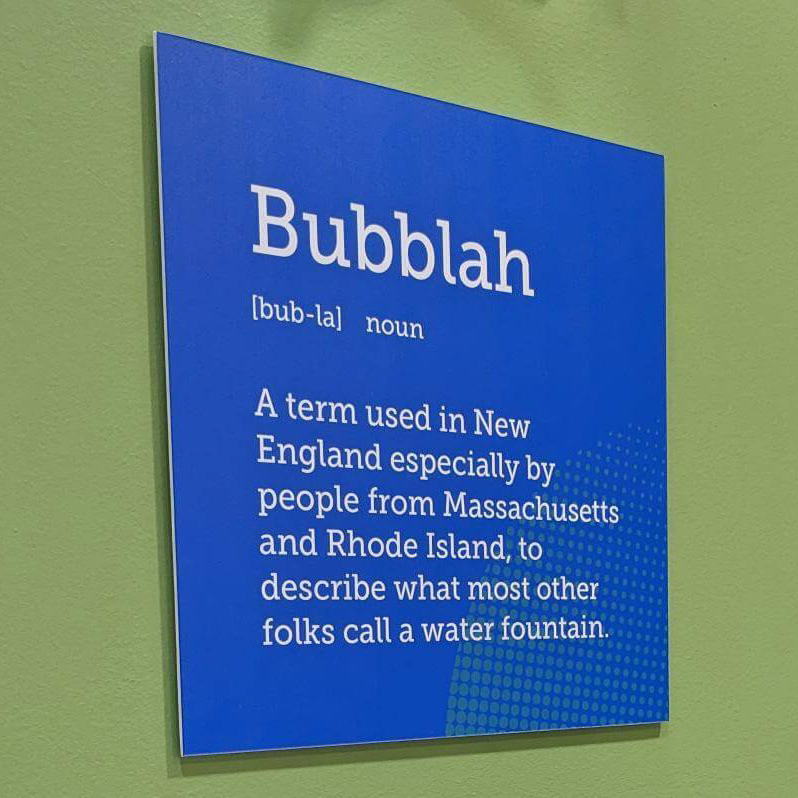 Bubblah
[bub-la] noun
A term used in New
England especially by
people from Massachusetts
and Rhode Island, to
describe what most other
folks call a water fountain.